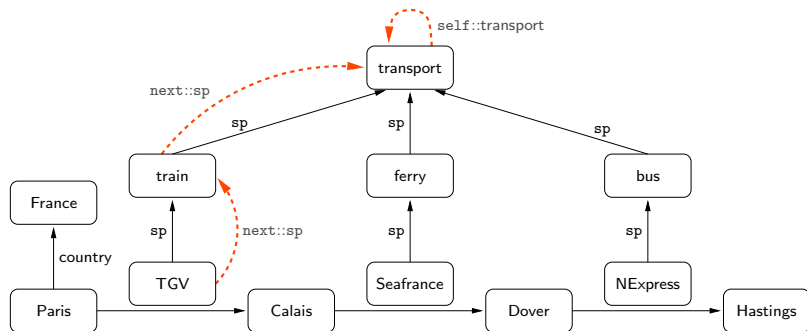 self::transport
transport
next::sp
sp
sp
sp
train
ferry
bus
France
sp
next::sp
sp
sp
country
TGV
Seafrance
NExpress
Paris
Calais
Dover
Hastings